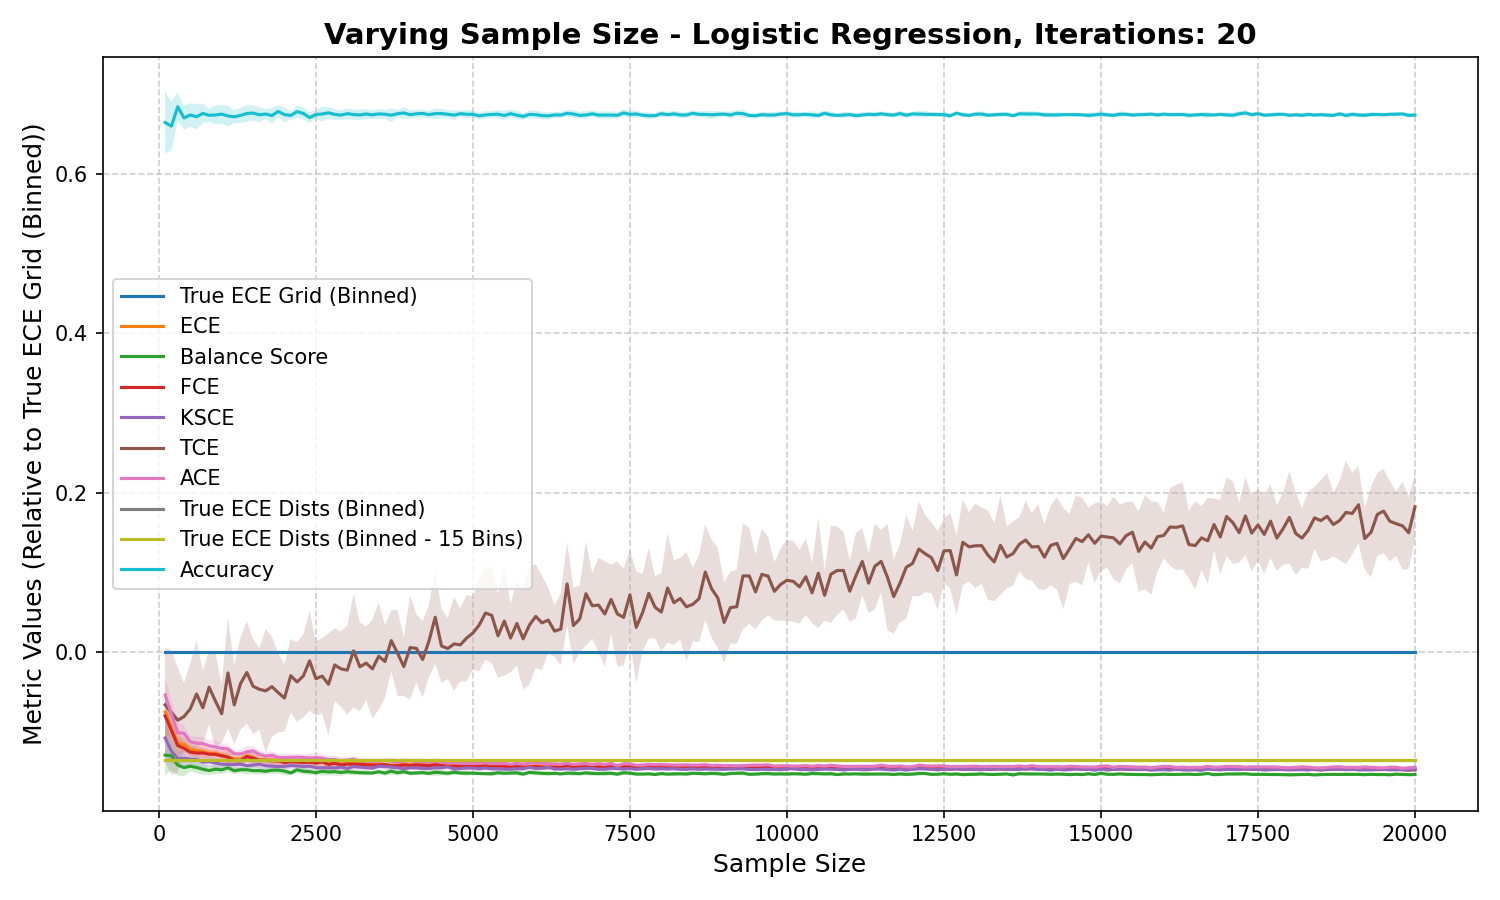 Varying Sample Size - Logistic Regression, Iterations: 20
Metric Values (Relative to True ECE Grid (Binned))
0.6
0.4
0.2
0.0
True ECE Grid (Binned)
ECE
Balance Score
FCE
KSCE
TCE
ACE
True ECE Dists (Binned)
True ECE Dists (Binned - 15 Bins)
Accuracy
0 2500 5000 7500 10000 12500 15000 17500 20000
Sample Size